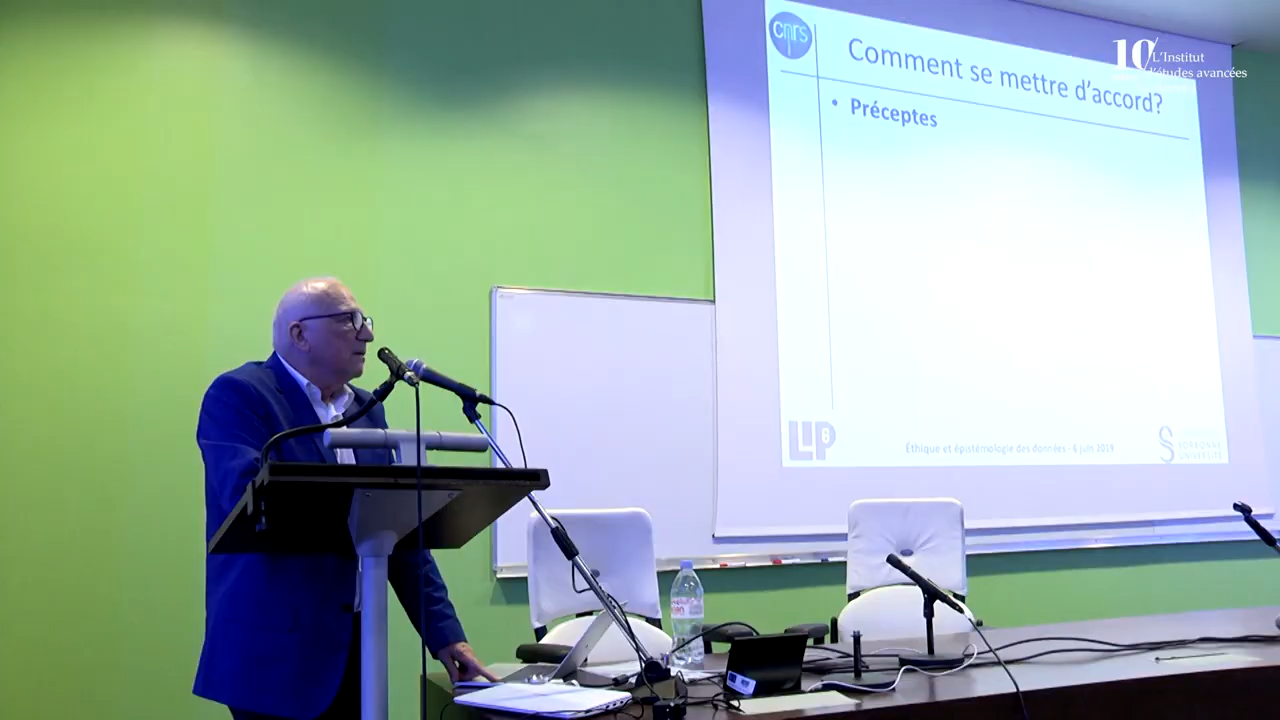 cnrs
Comment se mettre d'accord?
• Préceptes
10
L'Institut
d'études avancées
LIP6
Éthique et épistémologie des données - 6 juin 2019
SORBONNE
UNIVERSITÉ